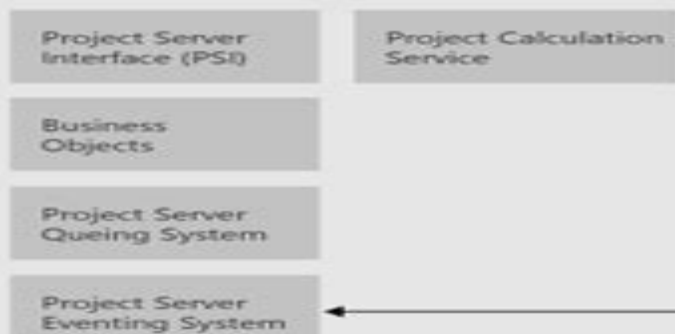 Project Server
Interface (PSI)
Project Calculation
Service
Business
Objects
Project Server
Queing System
Project Server
Eventing System